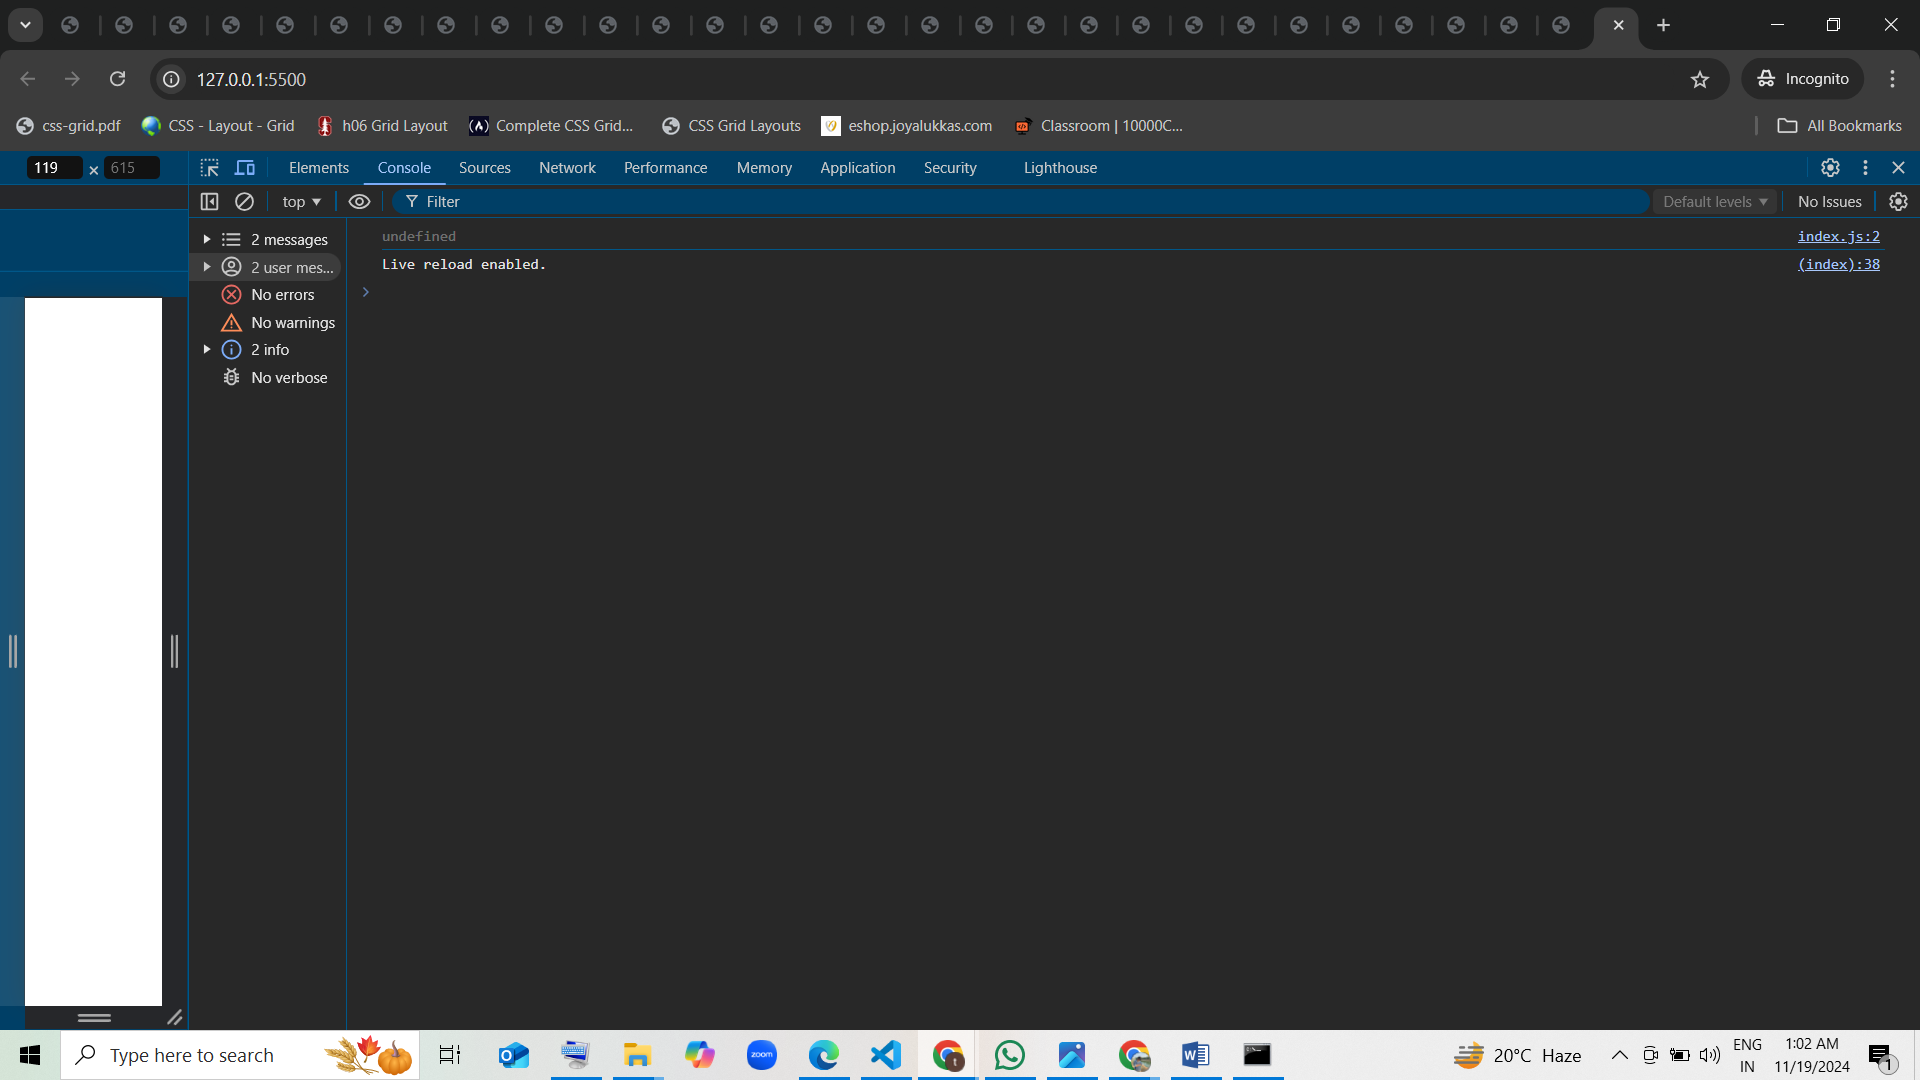 127.0.0.1:5500
Incognito
css-grid.pdf
CSS - Layout - Grid
h06 Grid Layout
Complete CSS Grid...
CSS Grid Layouts
eshop.joyalukkas.com
Classroom | 10000C...
All Bookmarks
119 × 615
Elements
Console
Sources
Network
Performance
Memory
Application
Security
Lighthouse
top
Filter
Default levels
No Issues
2 messages
2 user mes...
No errors
No warnings
2 info
No verbose
undefined
index.js:2
Live reload enabled.
(index):38
Type here to search
zoom
20°C Haze
ENG
IN
1:02 AM
11/19/2024
1